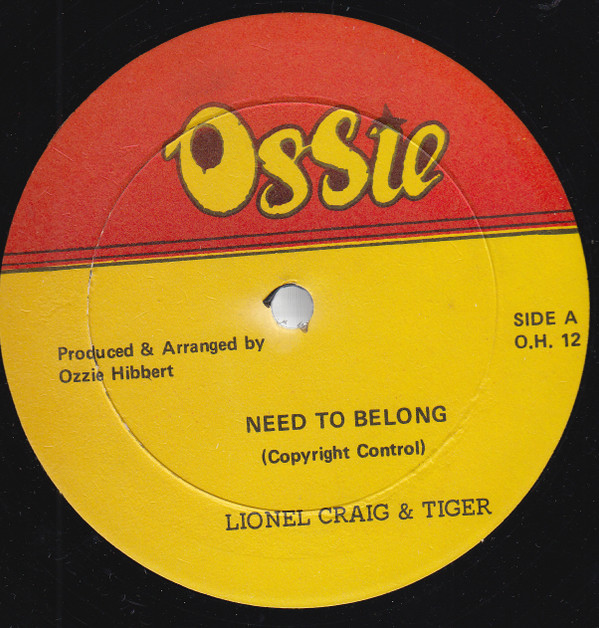 Ossie
SIDE A
O.H. 12
Produced & Arranged by
Ozzie Hibbert
NEED TO BELONG
(Copyright Control)
LIONEL CRAIG & TIGER